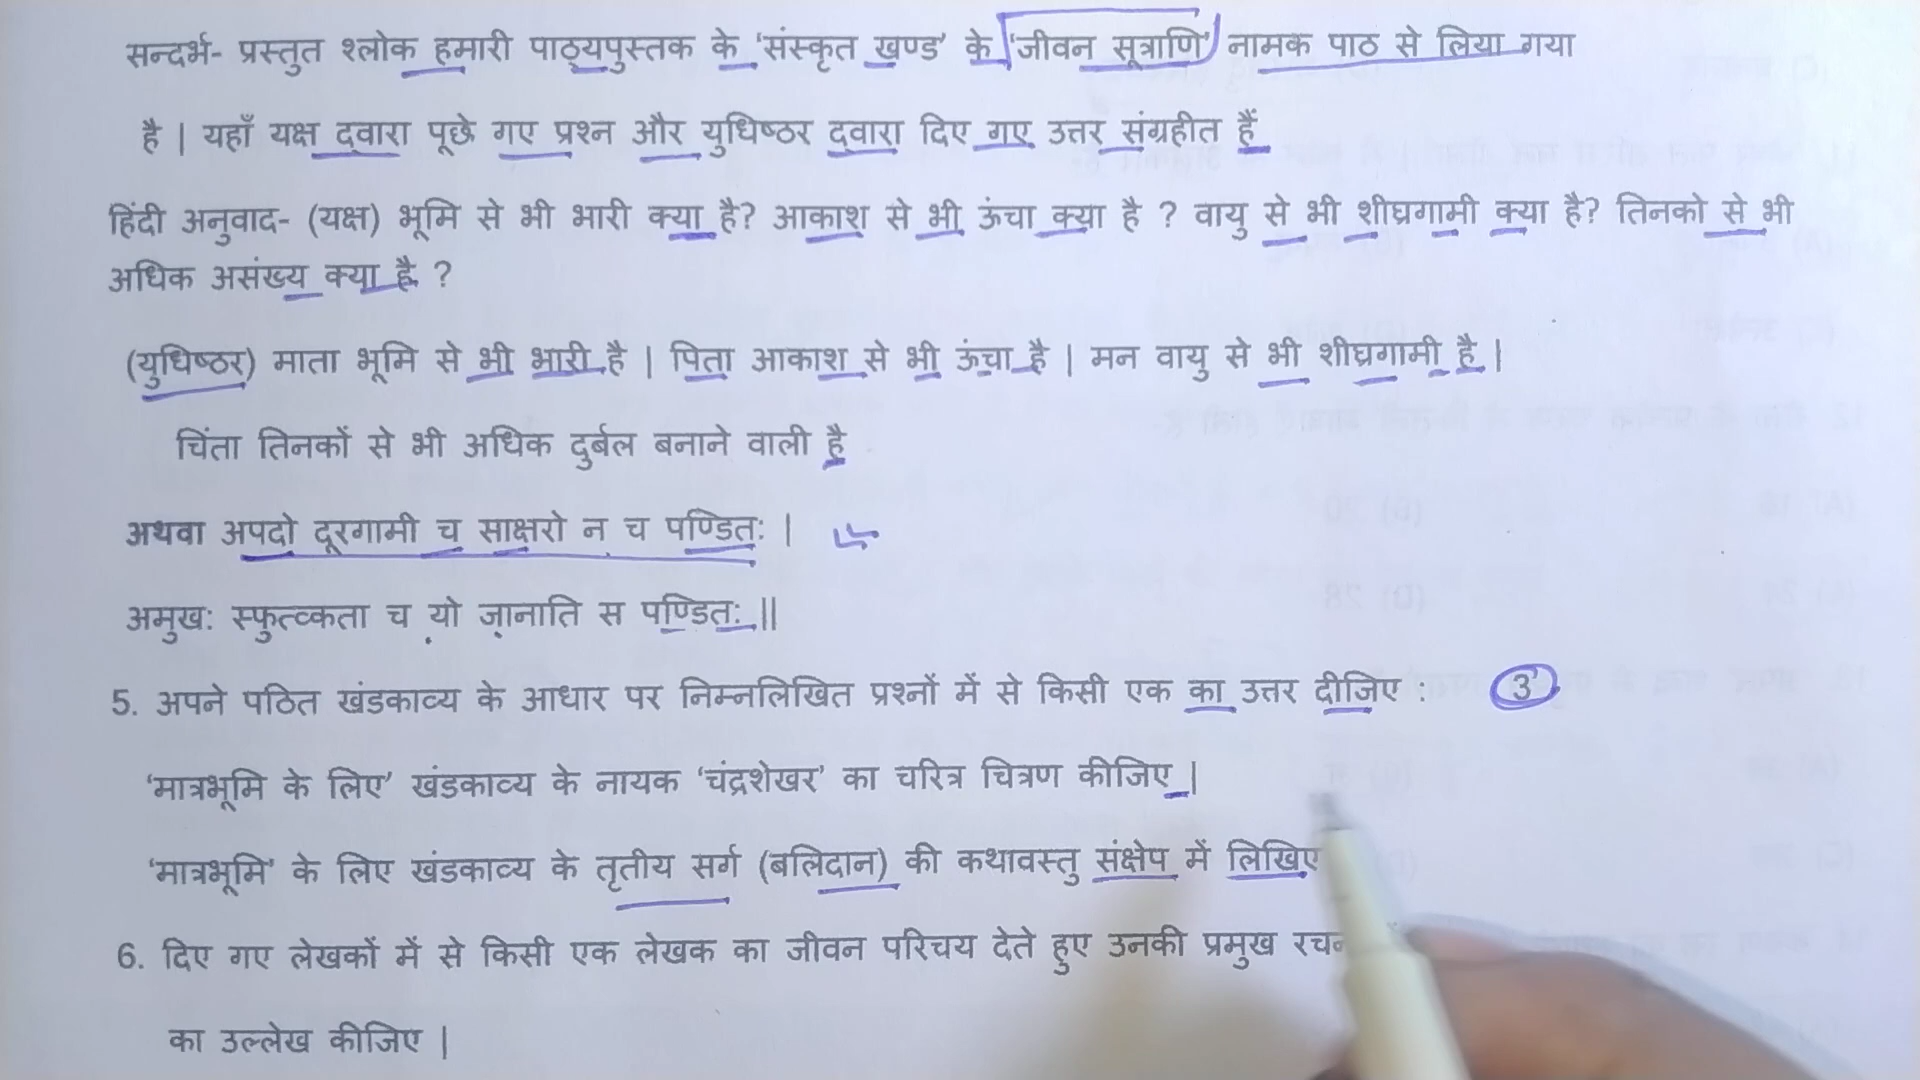 सन्दर्भ- प्रस्तुत श्लोक हमारी पाठ्यपुस्तक के 'संस्कृत खण्ड' के 'जीवन सूत्राणि' नामक पाठ से लिया गया
है | यहाँ यक्ष दवारा पूछे गए प्रश्न और युधिष्ठर दवारा दिए गए उत्तर संग्रहीत हैं
हिंदी अनुवाद- (यक्ष) भूमि से भी भारी क्या है? आकाश से भी ऊंचा क्या है ? वायु से भी शीघ्रगामी क्या है? तिनको से भी
अधिक असंख्य क्या है ?
(युधिष्ठर) माता भूमि से भी भारी है | पिता आकाश से भी ऊंचा है | मन वायु से भी शीघ्रगामी है |
चिंता तिनकों से भी अधिक दुर्बल बनाने वाली है
अथवा अपदो दूरगामी च साक्षरो न च पण्डितः |
अमुखः स्फुत्व्कता च यो जानाति स पण्डितः ||
5. अपने पठित खंडकाव्य के आधार पर निम्नलिखित प्रश्नों में से किसी एक का उत्तर दीजिए : 3
'मात्रभूमि के लिए' खंडकाव्य के नायक 'चंद्रशेखर' का चरित्र चित्रण कीजिए |
'मात्रभूमि' के लिए खंडकाव्य के तृतीय सर्ग (बलिदान) की कथावस्तु संक्षेप में लिखिए
6. दिए गए लेखकों में से किसी एक लेखक का जीवन परिचय देते हुए उनकी प्रमुख
का उल्लेख कीजिए |